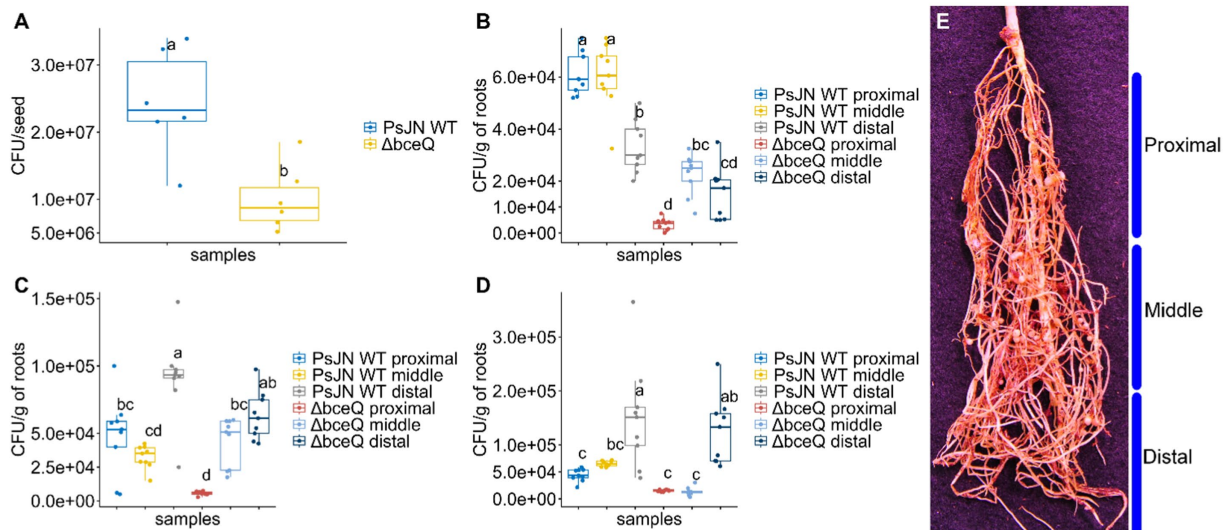 A
CFU/seed
3.0e+07
2.0e+07
1.0e+07
5.0e+06
a
b
samples
PsJN WT
ΔbceQ
B
CFU/g of roots
6.0e+04
4.0e+04
2.0e+04
1.0e+04
0.0e+00
a
a
b
d
bc
cd
samples
PsJN WT proximal
PsJN WT middle
PsJN WT distal
ΔbceQ proximal
ΔbceQ middle
ΔbceQ distal
C
CFU/g of roots
1.5e+05
1.0e+05
5.0e+04
2.5e+04
0.0e+00
bc
cd
a
d
bc
ab
samples
PsJN WT proximal
PsJN WT middle
PsJN WT distal
ΔbceQ proximal
ΔbceQ middle
ΔbceQ distal
D
CFU/g of roots
3.0e+05
2.0e+05
1.0e+05
5.0e+04
0.0e+00
c
bc
a
c
c
ab
samples
PsJN WT proximal
PsJN WT middle
PsJN WT distal
ΔbceQ proximal
ΔbceQ middle
ΔbceQ distal
E
Proximal
Middle
Distal